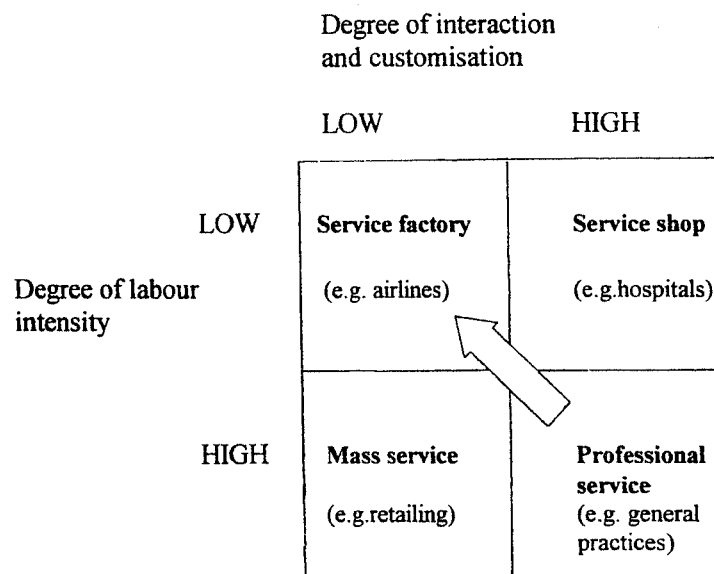 Degree of interaction
and customisation
LOW HIGH
LOW Service factory Service shop
(e.g. airlines) (e.g.hospitals)
Degree of labour
intensity
HIGH Mass service Professional
service
(e.g.retailing) (e.g. general
practices)